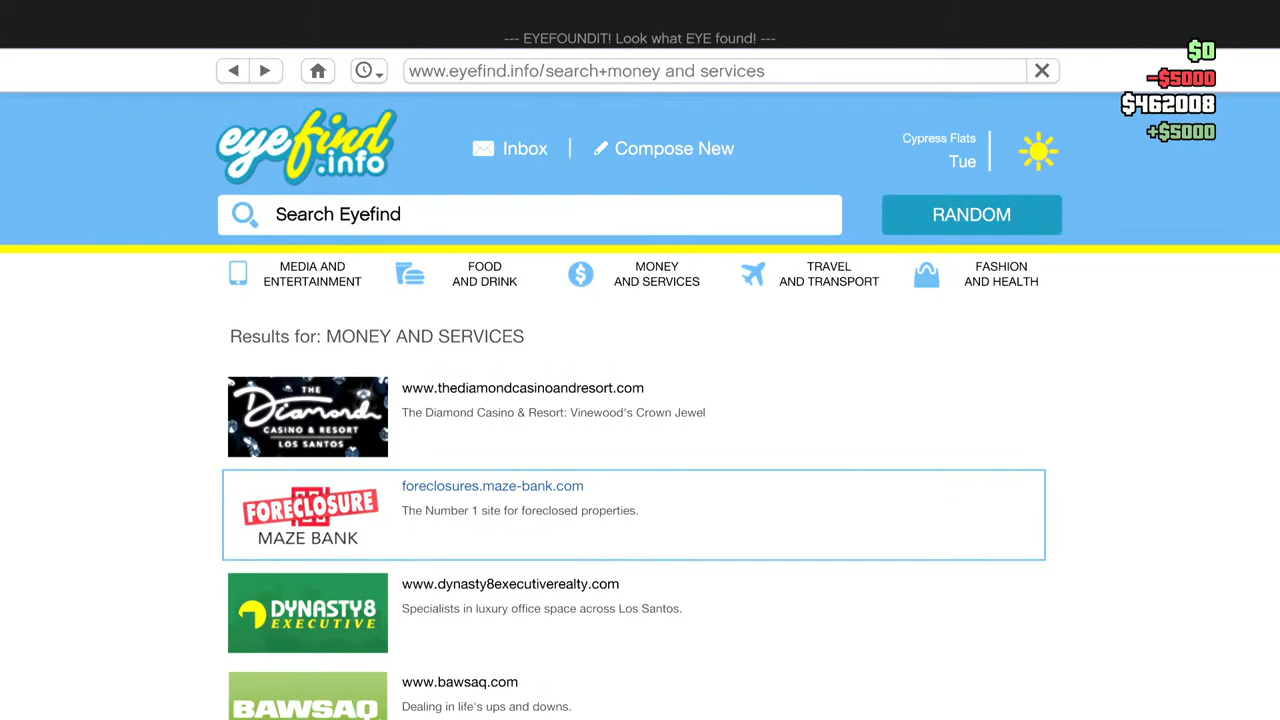 --- EYEFOUNDIT! Look what EYE found! ---
www.eyefind.info/search+money and services
$0
-$5000
$462008
+$5000
eyefind
.info
Inbox
Compose New
Cypress Flats
Tue
Search Eyefind
RANDOM
MEDIA AND
ENTERTAINMENT
FOOD
AND DRINK
MONEY
AND SERVICES
TRAVEL
AND TRANSPORT
FASHION
AND HEALTH
Results for: MONEY AND SERVICES
THE
Diamond
CASINO & RESORT
LOS SANTOS
www.thediamondcasinoandresort.com
The Diamond Casino & Resort: Vinewood's Crown Jewel
FORECLOSURE
MAZE BANK
foreclosures.maze-bank.com
The Number 1 site for foreclosed properties.
DYNASTY8
EXECUTIVE
www.dynasty8executiverealty.com
Specialists in luxury office space across Los Santos.
BAWSAQ
www.bawsaq.com
Dealing in life's ups and downs.